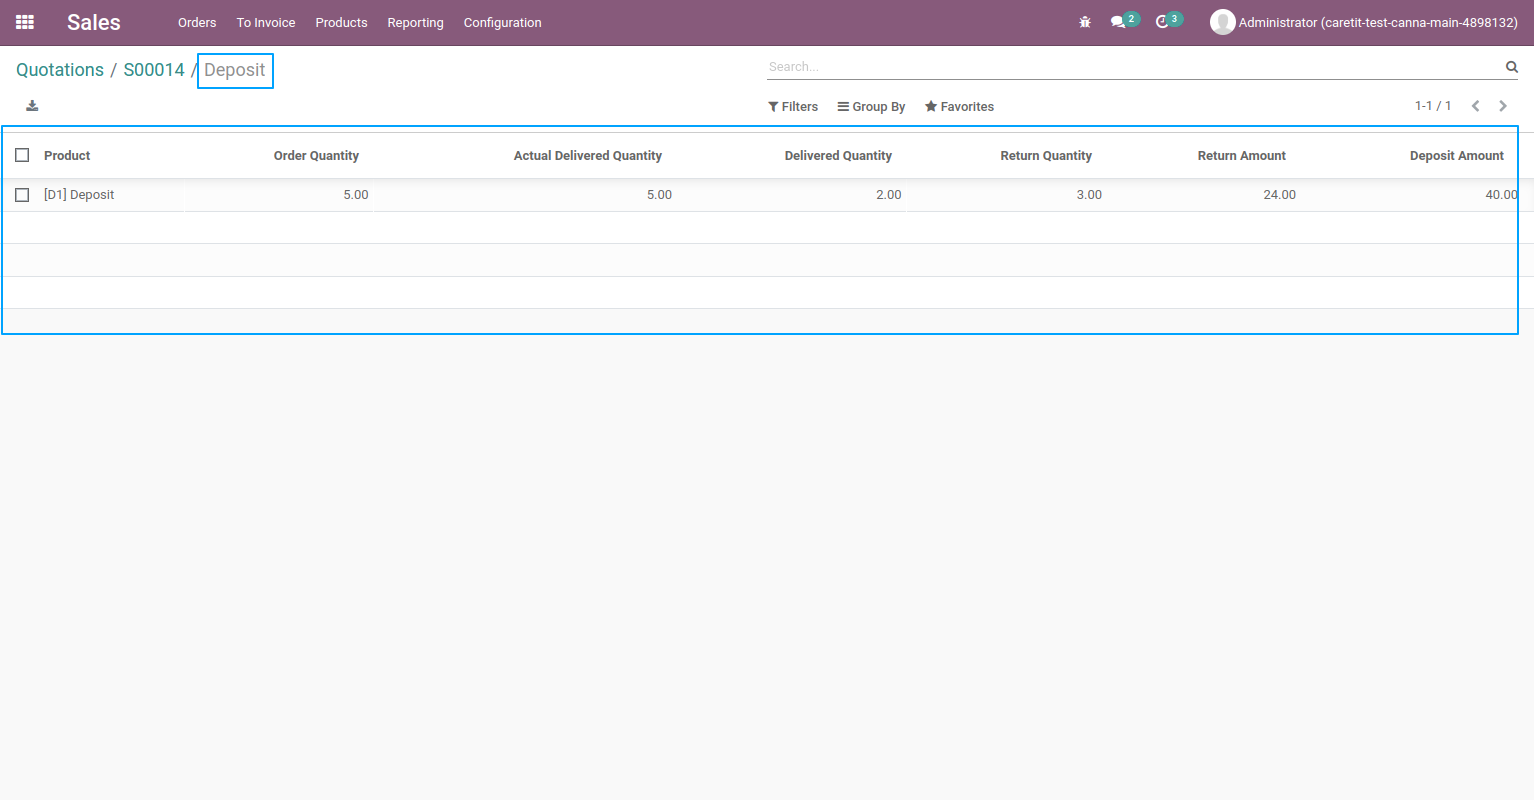 Sales Orders To Invoice Products Reporting Configuration 2 3 Administrator (caretit-test-canna-main-4898132)
Quotations / S00014 / Deposit Search...
Filters Group By Favorites 1-1 / 1
Product Order Quantity Actual Delivered Quantity Delivered Quantity Return Quantity Return Amount Deposit Amount
[D1] Deposit 5.00 5.00 2.00 3.00 24.00 40.00